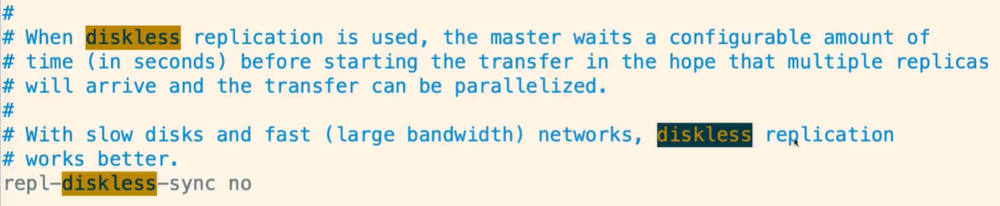 #
# When diskless replication is used, the master waits a configurable amount of
# time (in seconds) before starting the transfer in the hope that multiple replicas
# will arrive and the transfer can be parallelized.
#
# With slow disks and fast (large bandwidth) networks, diskless replication
# works better.
repl-diskless-sync no